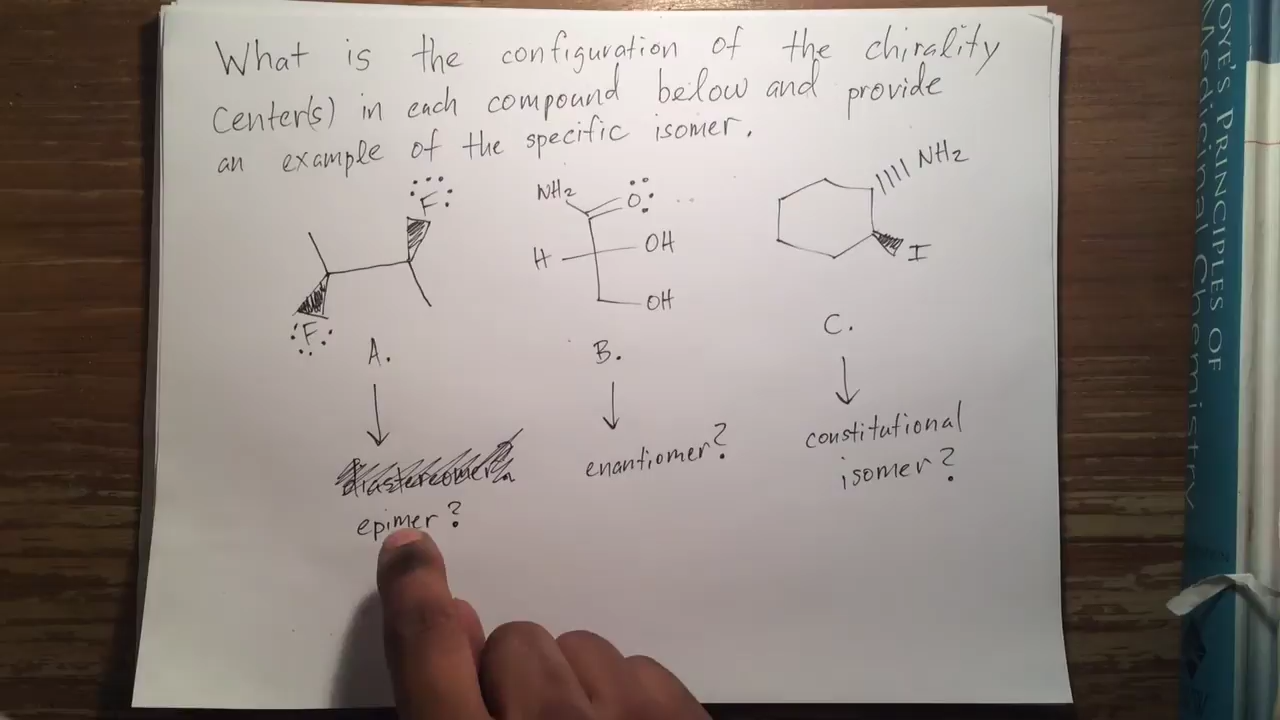 What is the configuration of the chirality
Center(s) in each compound below and provide
an example of the specific isomer.
F
F
A.
epimer?
NH2
O
H
OH
OH
B.
enantiomer?
NH2
I
C.
constitutional
isomer?
FOYE'S PRINCIPLES OF
Medicinal Chemistry